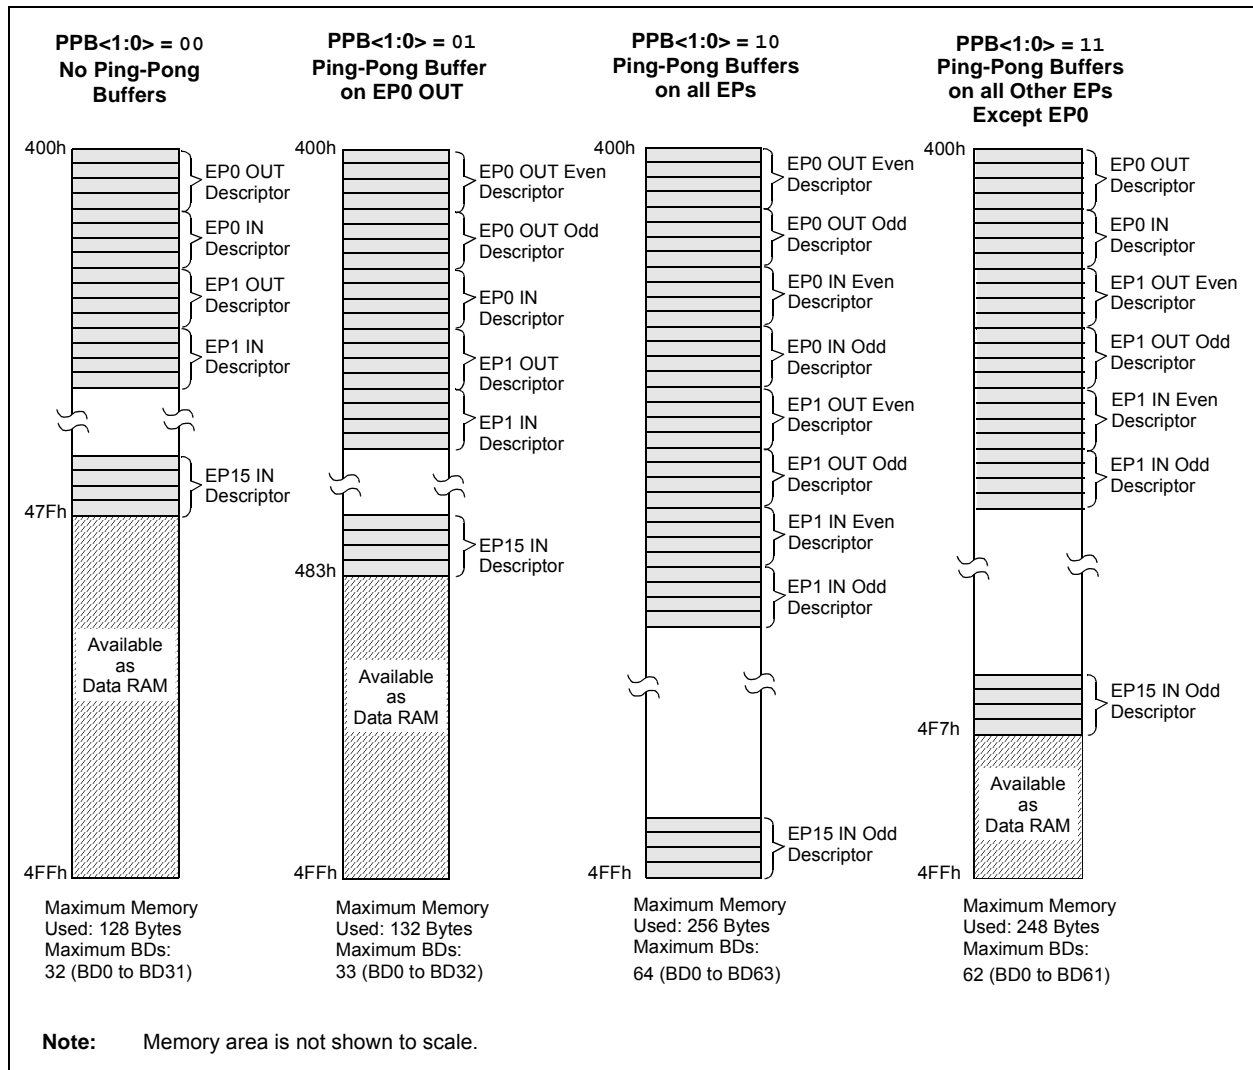 PPB<1:0> = 00
No Ping-Pong
Buffers
400h
EP0 OUT
Descriptor
EP0 IN
Descriptor
EP1 OUT
Descriptor
EP1 IN
Descriptor
EP15 IN
Descriptor
47Fh
Available
as
Data RAM
4FFh
Maximum Memory
Used: 128 Bytes
Maximum BDs:
32 (BD0 to BD31)
PPB<1:0> = 01
Ping-Pong Buffer
on EP0 OUT
400h
EP0 OUT Even
Descriptor
EP0 OUT Odd
Descriptor
EP0 IN
Descriptor
EP1 OUT
Descriptor
EP1 IN
Descriptor
EP15 IN
Descriptor
483h
Available
as
Data RAM
4FFh
Maximum Memory
Used: 132 Bytes
Maximum BDs:
33 (BD0 to BD32)
PPB<1:0> = 10
Ping-Pong Buffers
on all EPs
400h
EP0 OUT Even
Descriptor
EP0 OUT Odd
Descriptor
EP0 IN Even
Descriptor
EP0 IN Odd
Descriptor
EP1 OUT Even
Descriptor
EP1 OUT Odd
Descriptor
EP1 IN Even
Descriptor
EP1 IN Odd
Descriptor
EP15 IN Odd
Descriptor
4FFh
Maximum Memory
Used: 256 Bytes
Maximum BDs:
64 (BD0 to BD63)
PPB<1:0> = 11
Ping-Pong Buffers
on all Other EPs
Except EP0
400h
EP0 OUT
Descriptor
EP0 IN
Descriptor
EP1 OUT Even
Descriptor
EP1 OUT Odd
Descriptor
EP1 IN Even
Descriptor
EP1 IN Odd
Descriptor
EP15 IN Odd
Descriptor
4F7h
Available
as
Data RAM
4FFh
Maximum Memory
Used: 248 Bytes
Maximum BDs:
62 (BD0 to BD61)
Note: Memory area is not shown to scale.